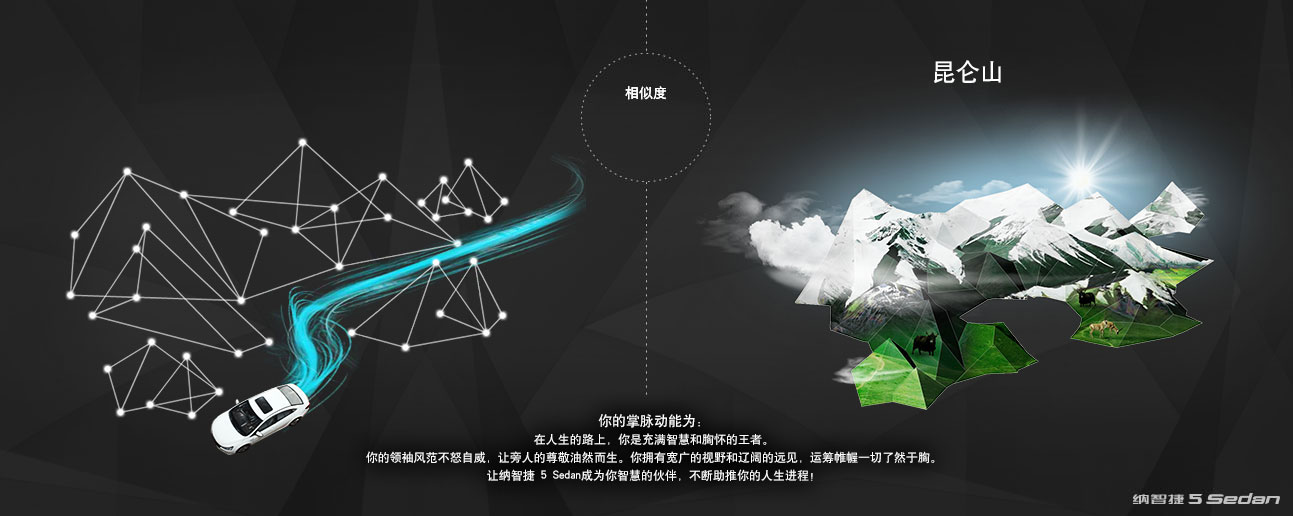 相似度
昆仑山
你的掌脉动能为:
在人生的路上，你是充满智慧和胸怀的王者。
你的领袖风范不怒自威，让旁人的尊敬油然而生。你拥有宽广的视野和辽阔的远见，运筹帷幄一切了然于胸。
让纳智捷 5 Sedan成为你智慧的伙伴，不断助推你的人生进程!
纳智捷 5 Sedan